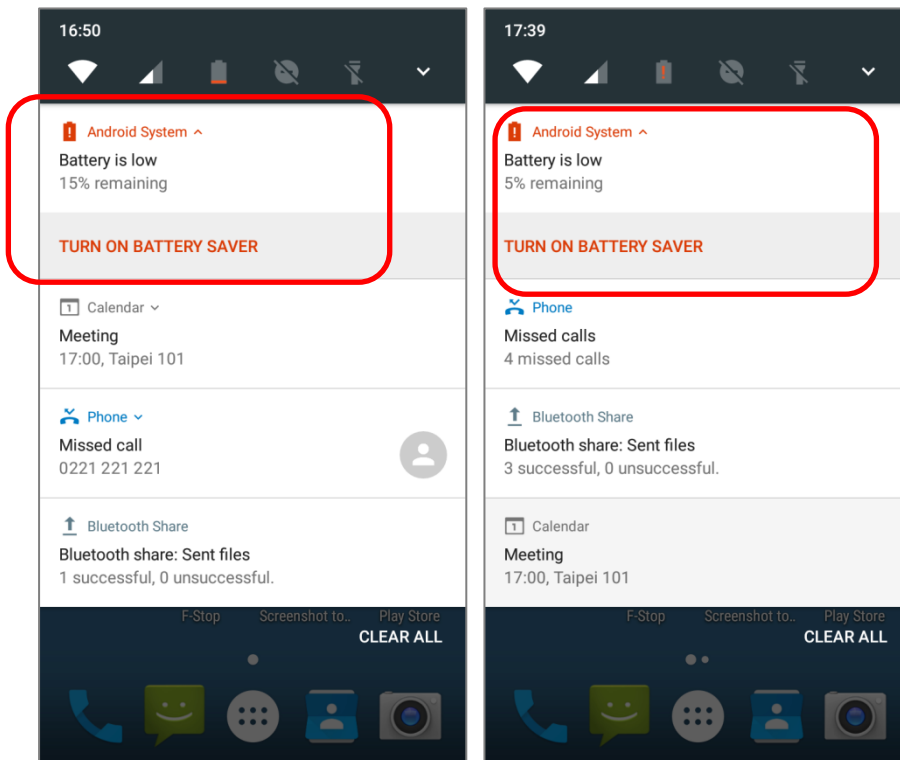 16:50
Android System
Battery is low
15% remaining
TURN ON BATTERY SAVER
1 Calendar
Meeting
17:00, Taipei 101
Phone
Missed call
0221 221 221
Bluetooth Share
Bluetooth share: Sent files
1 successful, 0 unsuccessful.
F-Stop Screenshot to.. Play Store
CLEAR ALL
17:39
Android System
Battery is low
5% remaining
TURN ON BATTERY SAVER
Phone
Missed calls
4 missed calls
Bluetooth Share
Bluetooth share: Sent files
3 successful, 0 unsuccessful.
1 Calendar
Meeting
17:00, Taipei 101
F-Stop Screenshot to.. Play Store
CLEAR ALL